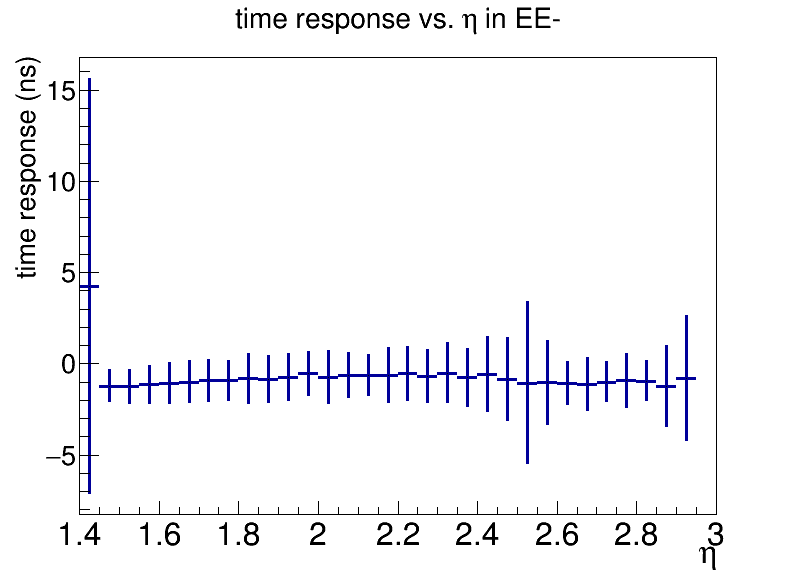 time response vs. η in EE-
time response (ns)
15
10
5
0
−5
1.4 1.6 1.8 2 2.2 2.4 2.6 2.8 3
η